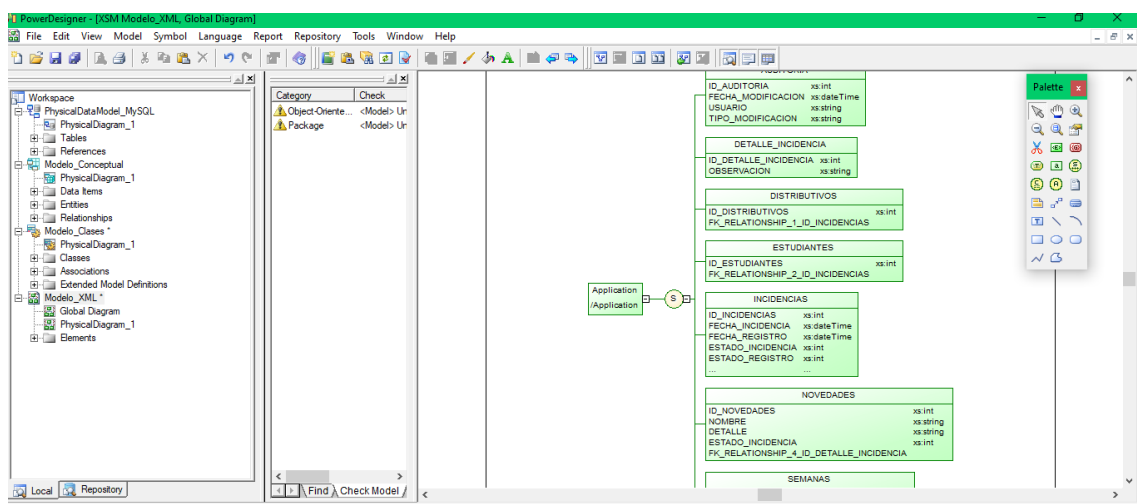 PowerDesigner - [XSM Modelo_XML, Global Diagram]
File Edit View Model Symbol Language Report Repository Tools Window Help
Workspace
PhysicalDataModel_MySQL
PhysicalDiagram_1
Tables
References
Modelo_Conceptual
PhysicalDiagram_1
Data Items
Entities
Relationships
Modelo_Clases *
PhysicalDiagram_1
Classes
Associations
Extended Model Definitions
Modelo_XML *
Global Diagram
PhysicalDiagram_1
Elements
Local Repository
Category Check
Object-Oriente... <Model> Un
Package <Model> Un
Find Check Model
Application
/Application
S
AUDITORIA
ID_AUDITORIA xs:int
FECHA_MODIFICACION xs:dateTime
USUARIO xs:string
TIPO_MODIFICACION xs:string
DETALLE_INCIDENCIA
ID_DETALLE_INCIDENCIA xs:int
OBSERVACION xs:string
DISTRIBUTIVOS
ID_DISTRIBUTIVOS xs:int
FK_RELATIONSHIP_1_ID_INCIDENCIAS
ESTUDIANTES
ID_ESTUDIANTES xs:int
FK_RELATIONSHIP_2_ID_INCIDENCIAS
INCIDENCIAS
ID_INCIDENCIAS xs:int
FECHA_INCIDENCIA xs:dateTime
FECHA_REGISTRO xs:dateTime
ESTADO_INCIDENCIA xs:int
ESTADO_REGISTRO xs:int
... ...
NOVEDADES
ID_NOVEDADES xs:int
NOMBRE xs:string
DETALLE xs:string
ESTADO_INCIDENCIA xs:int
FK_RELATIONSHIP_4_ID_DETALLE_INCIDENCIA
SEMANAS
Palette